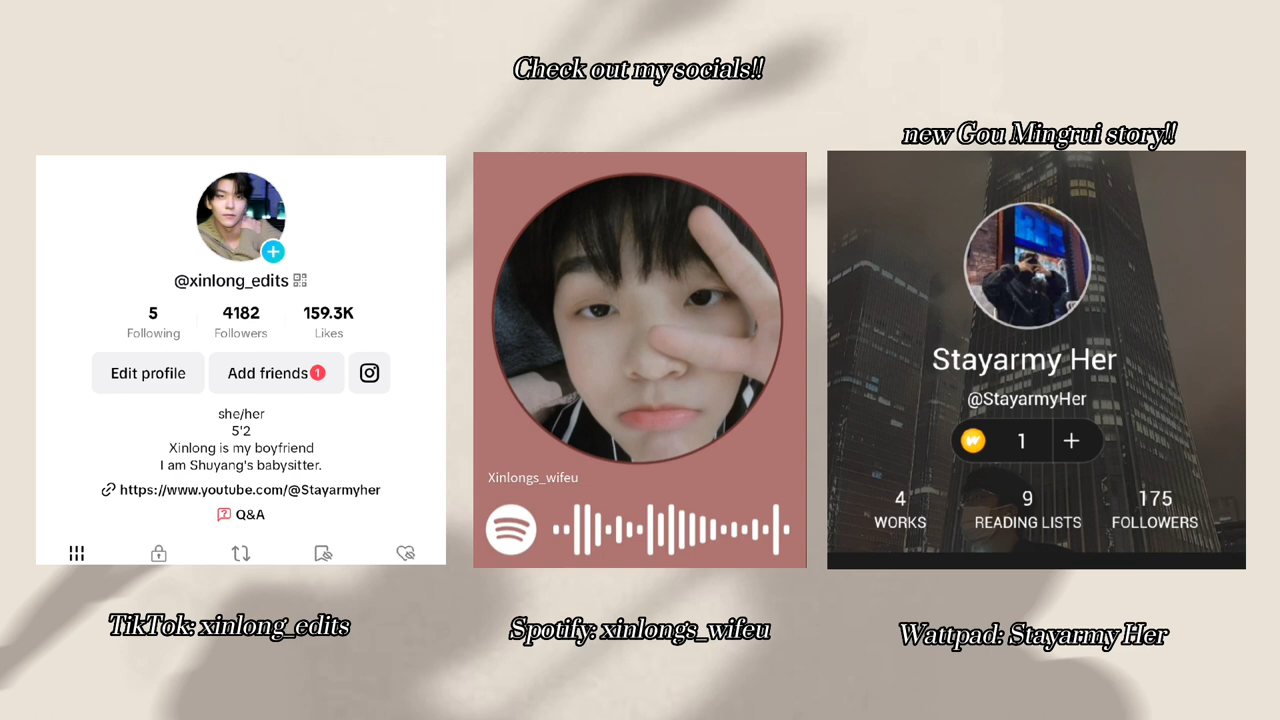 Check out my socials!!
new Gou Mingrui story!!
@xinlong_edits
5 4182 159.3K
Following Followers Likes
Edit profile Add friends 1
she/her
5'2
Xinlong is my boyfriend
I am Shuyang's babysitter.
https://www.youtube.com/@Stayarmyher
Q&A
Xinlongs_wifeu
Stayarmy Her
@StayarmyHer
1 +
4 9 175
WORKS READING LISTS FOLLOWERS
TikTok: xinlong_edits
Spotify: xinlongs_wifeu
Wattpad: Stayarmy Her